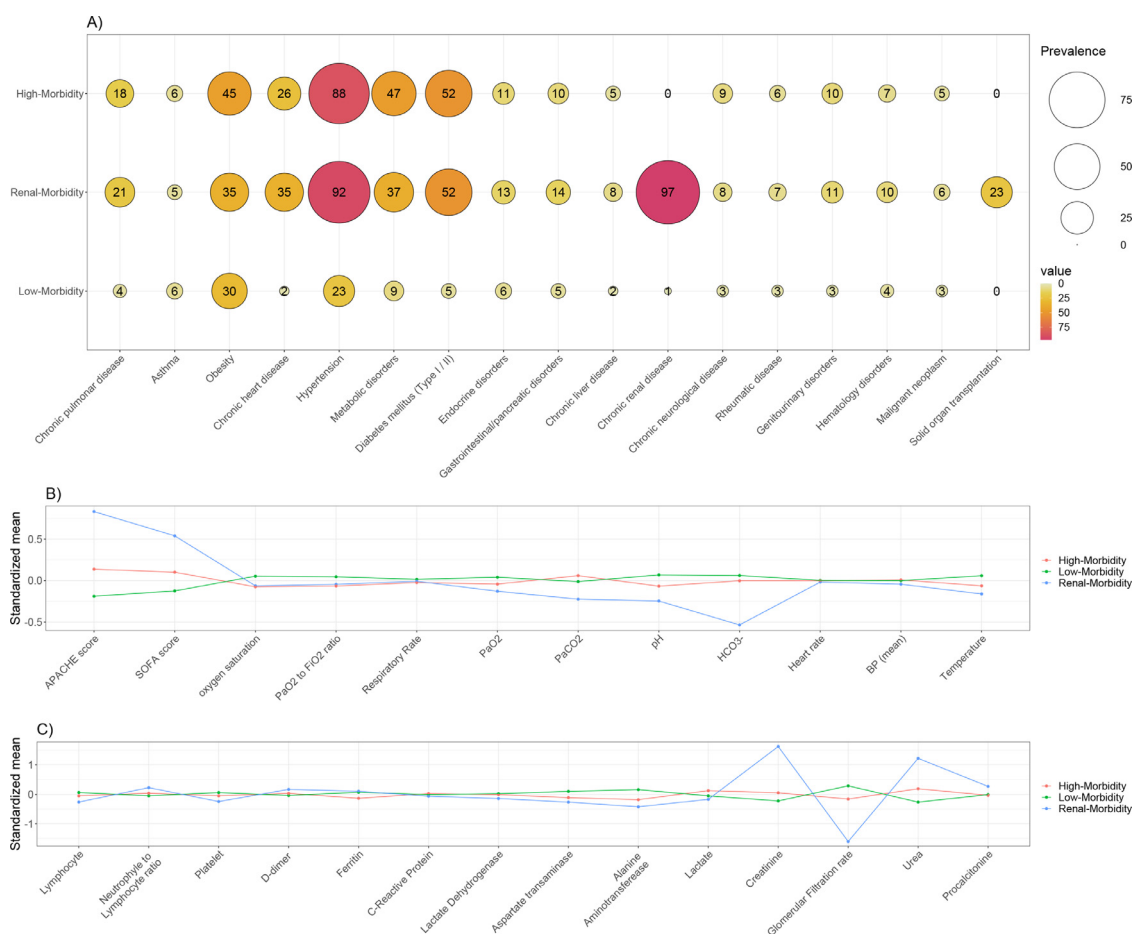 A)
High-Morbidity
18 6 45 26 88 47 52 11 10 5 0 9 6 10 7 5 0
Renal-Morbidity
21 5 35 35 92 37 52 13 14 8 97 8 7 11 10 6 23
Low-Morbidity
4 6 30 2 23 9 5 6 5 2 1 3 3 3 4 3 0
Chronic pulmonar disease
Asthma
Obesity
Chronic heart disease
Hypertension
Metabolic disorders
Diabetes mellitus (Type I / II)
Endocrine disorders
Gastrointestinal/pancreatic disorders
Chronic liver disease
Chronic renal disease
Chronic neurological disease
Rheumatic disease
Genitourinary disorders
Hematology disorders
Malignant neoplasm
Solid organ transplantation
Prevalence
75
50
25
0
value
0
25
50
75
B)
Standardized mean
0.5
0.0
-0.5
APACHE score
SOFA score
oxygen saturation
PaO2 to FiO2 ratio
Respiratory Rate
PaO2
PaCO2
pH
HCO3-
Heart rate
BP (mean)
Temperature
High-Morbidity
Low-Morbidity
Renal-Morbidity
C)
Standardized mean
1
0
-1
Lymphocyte
Neutrophyle to
Lymphocyte ratio
Platelet
D-dimer
Ferritin
C-Reactive Protein
Lactate Dehydrogenase
Aspartate transaminase
Alanine
Aminotransferase
Lactate
Creatinine
Glomerular Filtration rate
Urea
Procalcitonine
High-Morbidity
Low-Morbidity
Renal-Morbidity